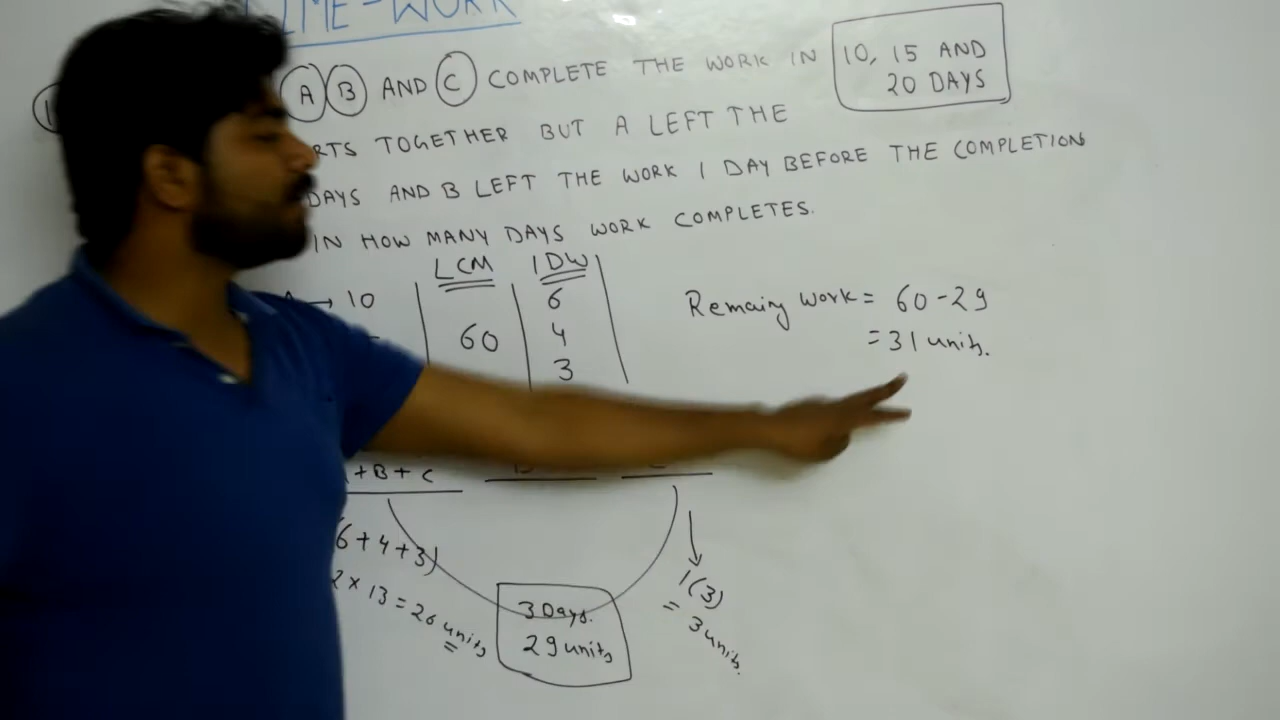 TIME-WORK
A B AND C COMPLETE THE WORK IN 10, 15 AND
20 DAYS
RTS TOGETHER BUT A LEFT THE
DAYS AND B LEFT THE WORK 1 DAY BEFORE THE COMPLETION
IN HOW MANY DAYS WORK COMPLETES.
LCM 1DW
→ 10
60
6
4
3
Remaing work = 60-29
= 31 units.
+B+C
6+4+3)
2 × 13 = 26 units
3 Days.
29 units
1(3)
= 3 units.